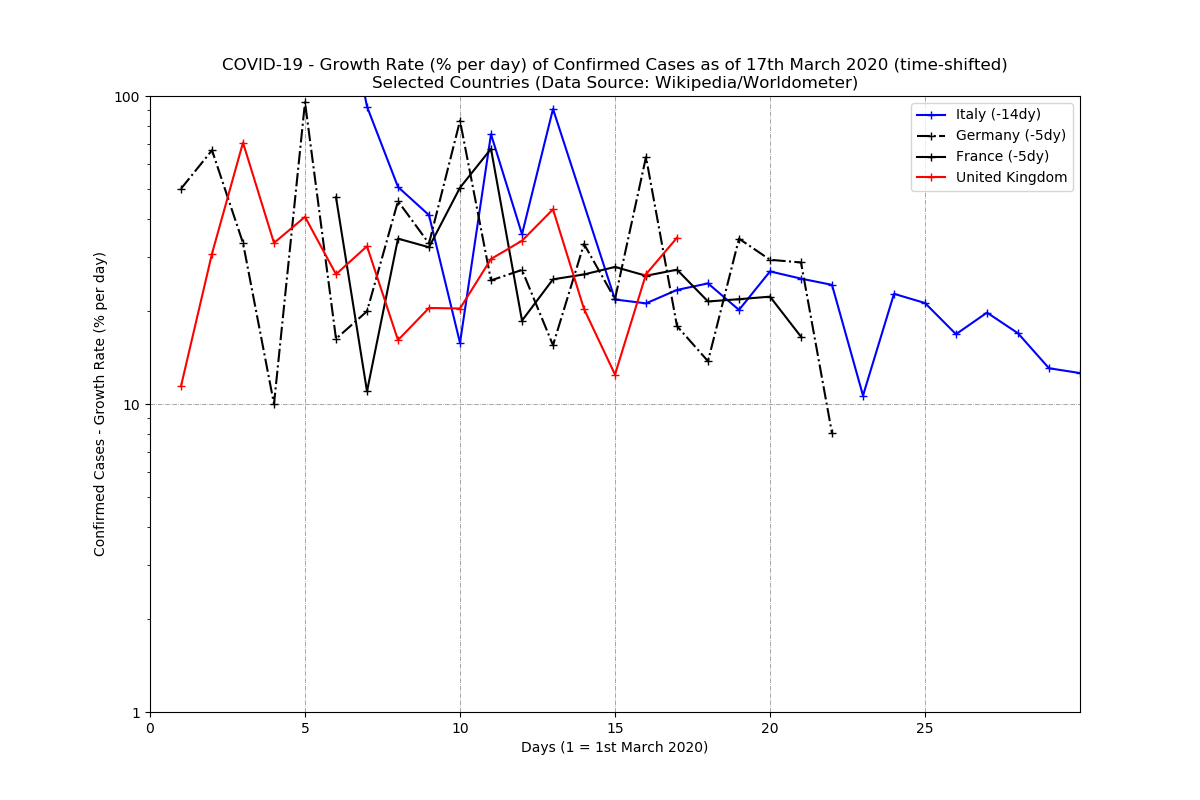 COVID-19 - Growth Rate (% per day) of Confirmed Cases as of 17th March 2020 (time-shifted)
Selected Countries (Data Source: Wikipedia/Worldometer)
Confirmed Cases - Growth Rate (% per day)
100
10
1
Italy (-14dy)
Germany (-5dy)
France (-5dy)
United Kingdom
0 5 10 15 20 25
Days (1 = 1st March 2020)